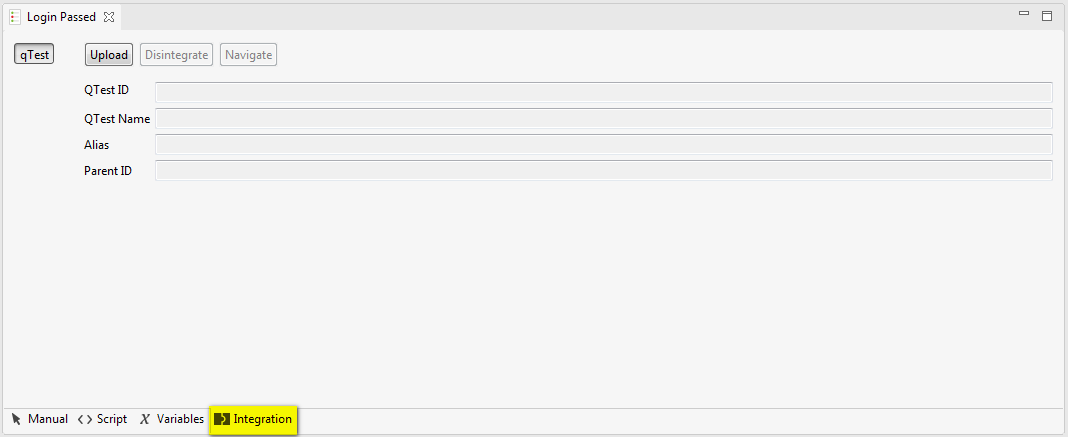 Login Passed
qTest Upload Disintegrate Navigate
QTest ID
QTest Name
Alias
Parent ID
Manual Script Variables Integration